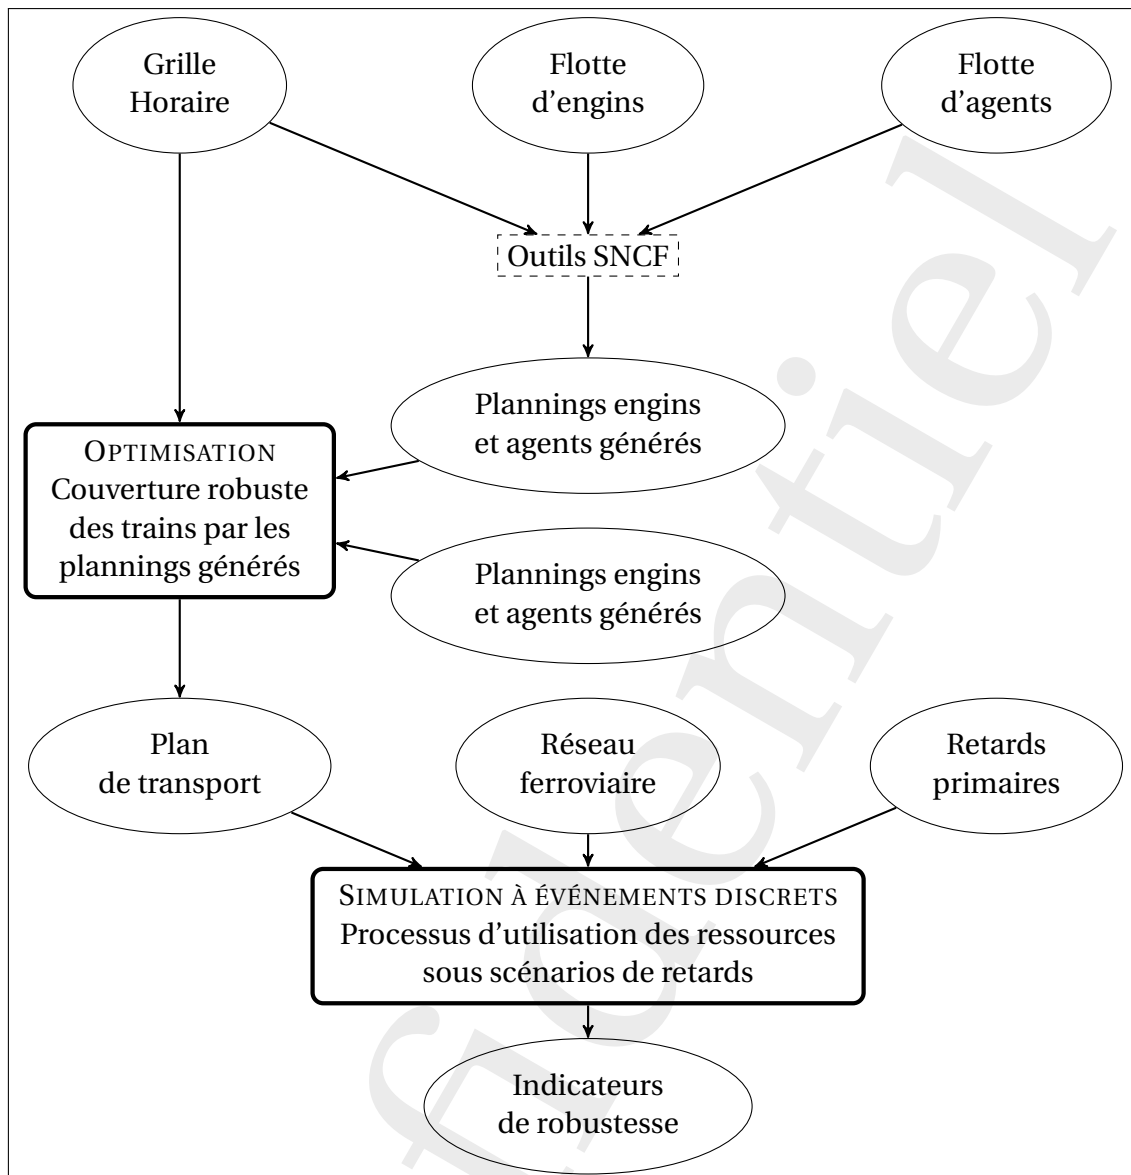 Grille
Horaire
Flotte
d'engins
Flotte
d'agents
Outils SNCF
Plannings engins
et agents générés
OPTIMISATION
Couverture robuste
des trains par les
plannings générés
Plannings engins
et agents générés
Plan
de transport
Réseau
ferroviaire
Retards
primaires
SIMULATION À ÉVÉNEMENTS DISCRETS
Processus d'utilisation des ressources
sous scénarios de retards
Indicateurs
de robustesse
fidentiel